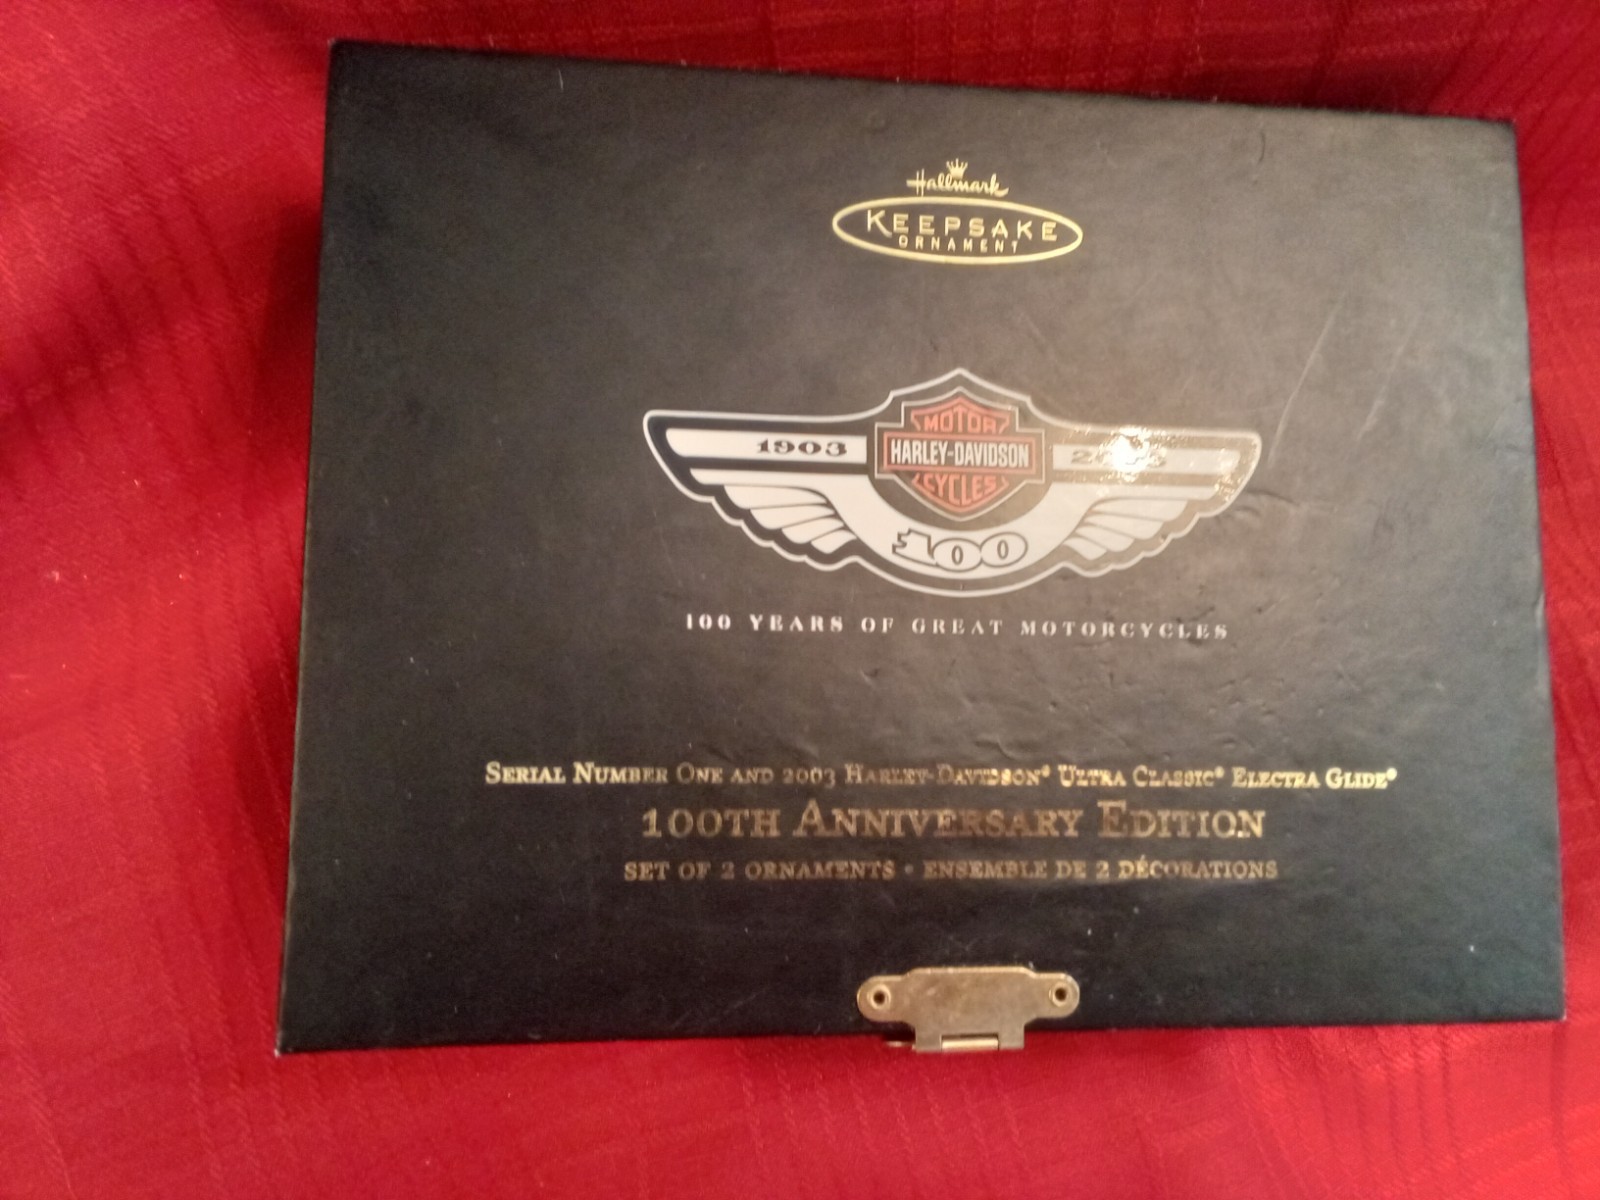 Hallmark
KEEPSAKE
ORNAMENT
MOTOR
1903 HARLEY-DAVIDSON
CYCLES
100
100 YEARS OF GREAT MOTORCYCLES
SERIAL NUMBER ONE AND 2003 HARLEY-DAVIDSON® ULTRA CLASSIC® ELECTRA GLIDE®
100TH ANNIVERSARY EDITION
SET OF 2 ORNAMENTS • ENSEMBLE DE 2 DÉCORATIONS